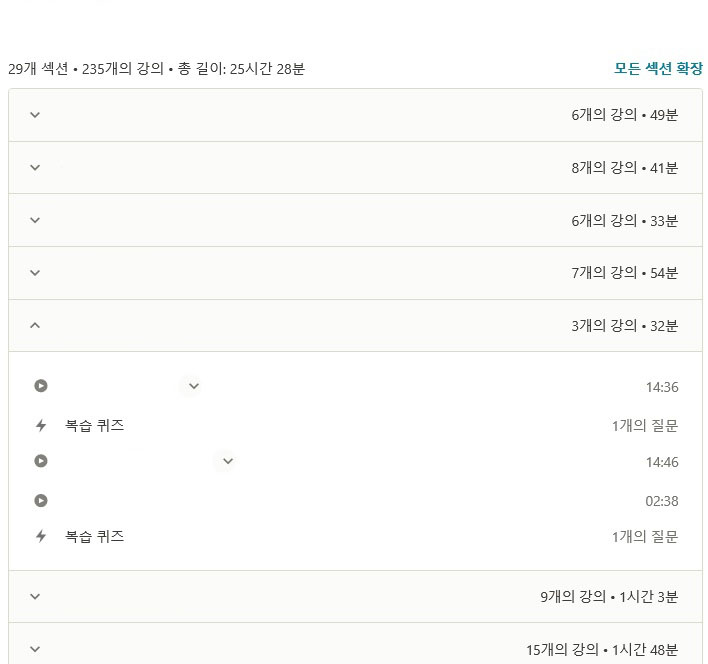 29개 섹션 • 235개의 강의 • 총 길이: 25시간 28분 모든 섹션 확장
6개의 강의 • 49분
8개의 강의 • 41분
6개의 강의 • 33분
7개의 강의 • 54분
3개의 강의 • 32분
14:36
복습 퀴즈 1개의 질문
14:46
02:38
복습 퀴즈 1개의 질문
9개의 강의 • 1시간 3분
15개의 강의 • 1시간 48분